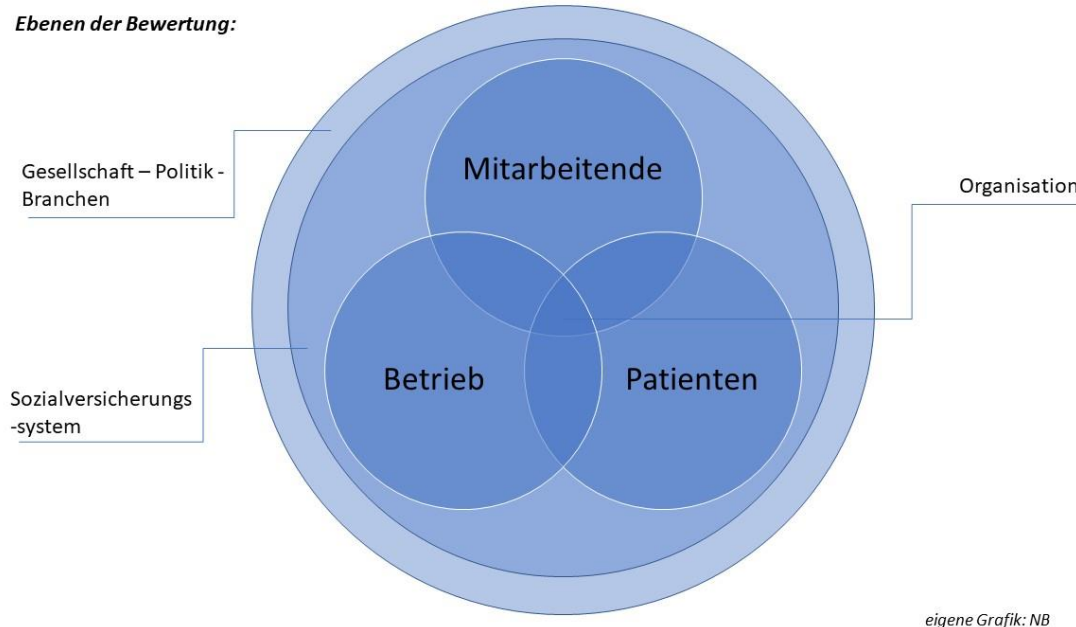 Ebenen der Bewertung:
Mitarbeitende
Gesellschaft – Politik -
Branchen
Organisation
Betrieb
Patienten
Sozialversicherungs
-system
eigene Grafik: NB